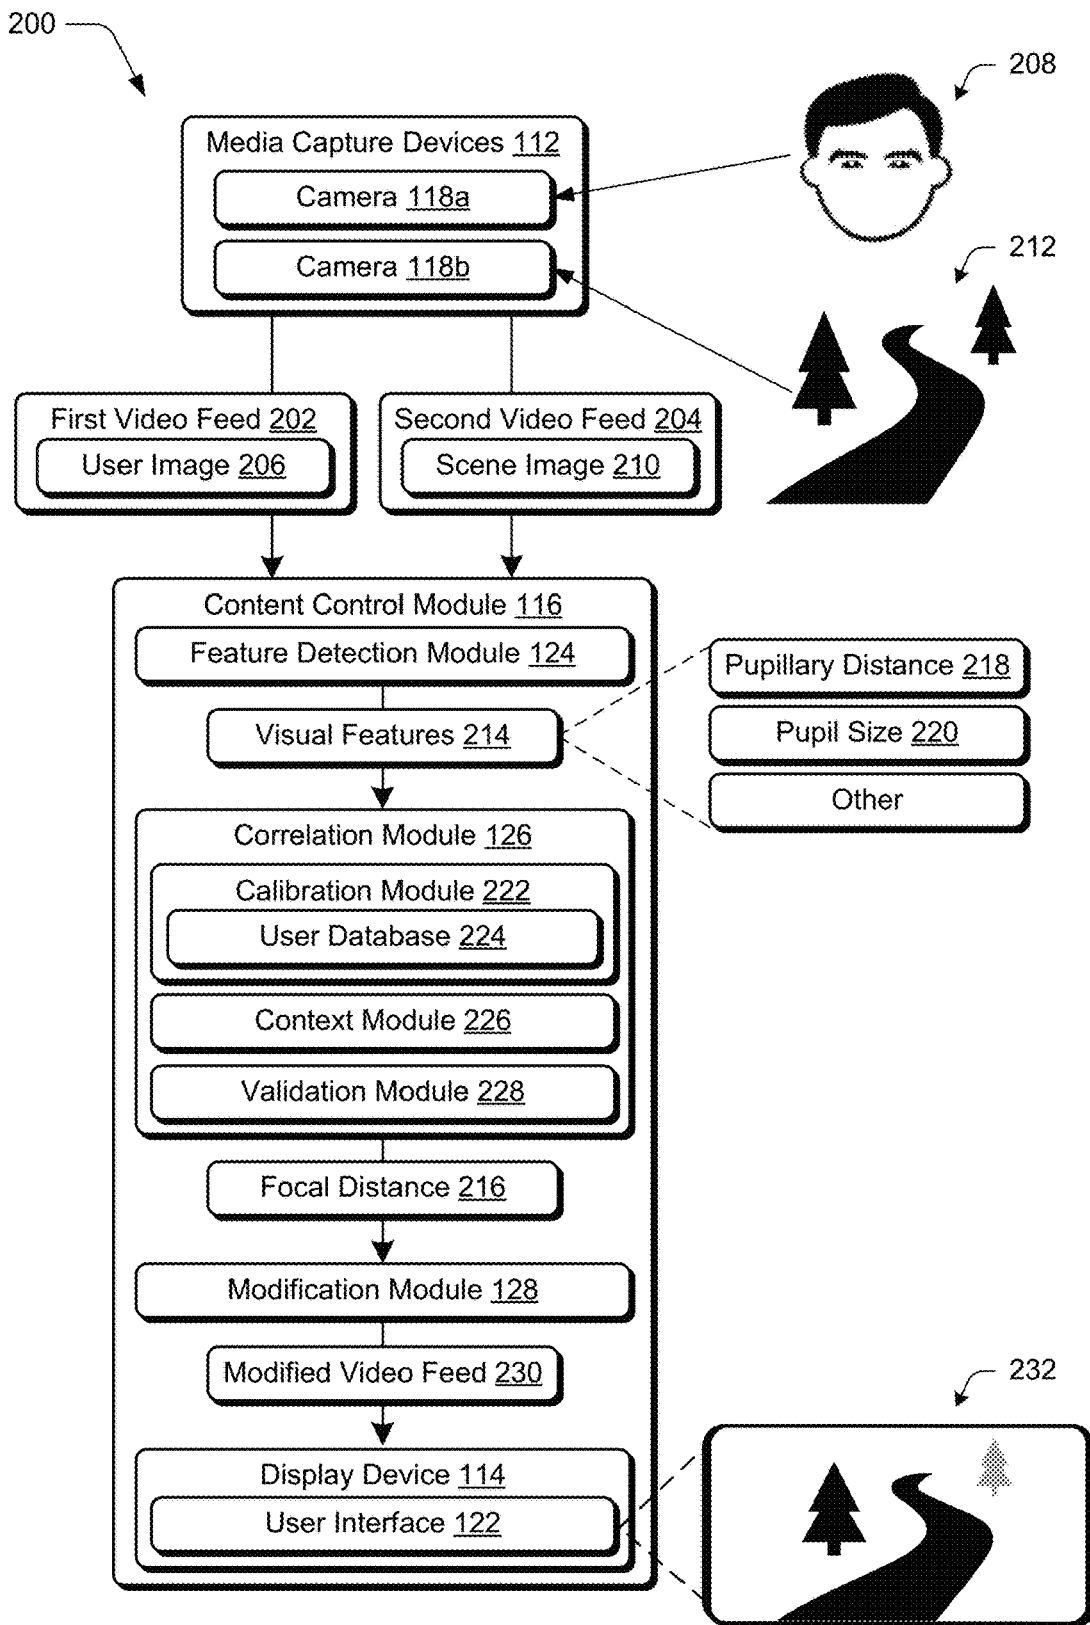 200
208
Media Capture Devices 112
Camera 118a
Camera 118b
212
First Video Feed 202
User Image 206
Second Video Feed 204
Scene Image 210
Content Control Module 116
Feature Detection Module 124
Visual Features 214
Pupillary Distance 218
Pupil Size 220
Other
Correlation Module 126
Calibration Module 222
User Database 224
Context Module 226
Validation Module 228
Focal Distance 216
Modification Module 128
Modified Video Feed 230
232
Display Device 114
User Interface 122